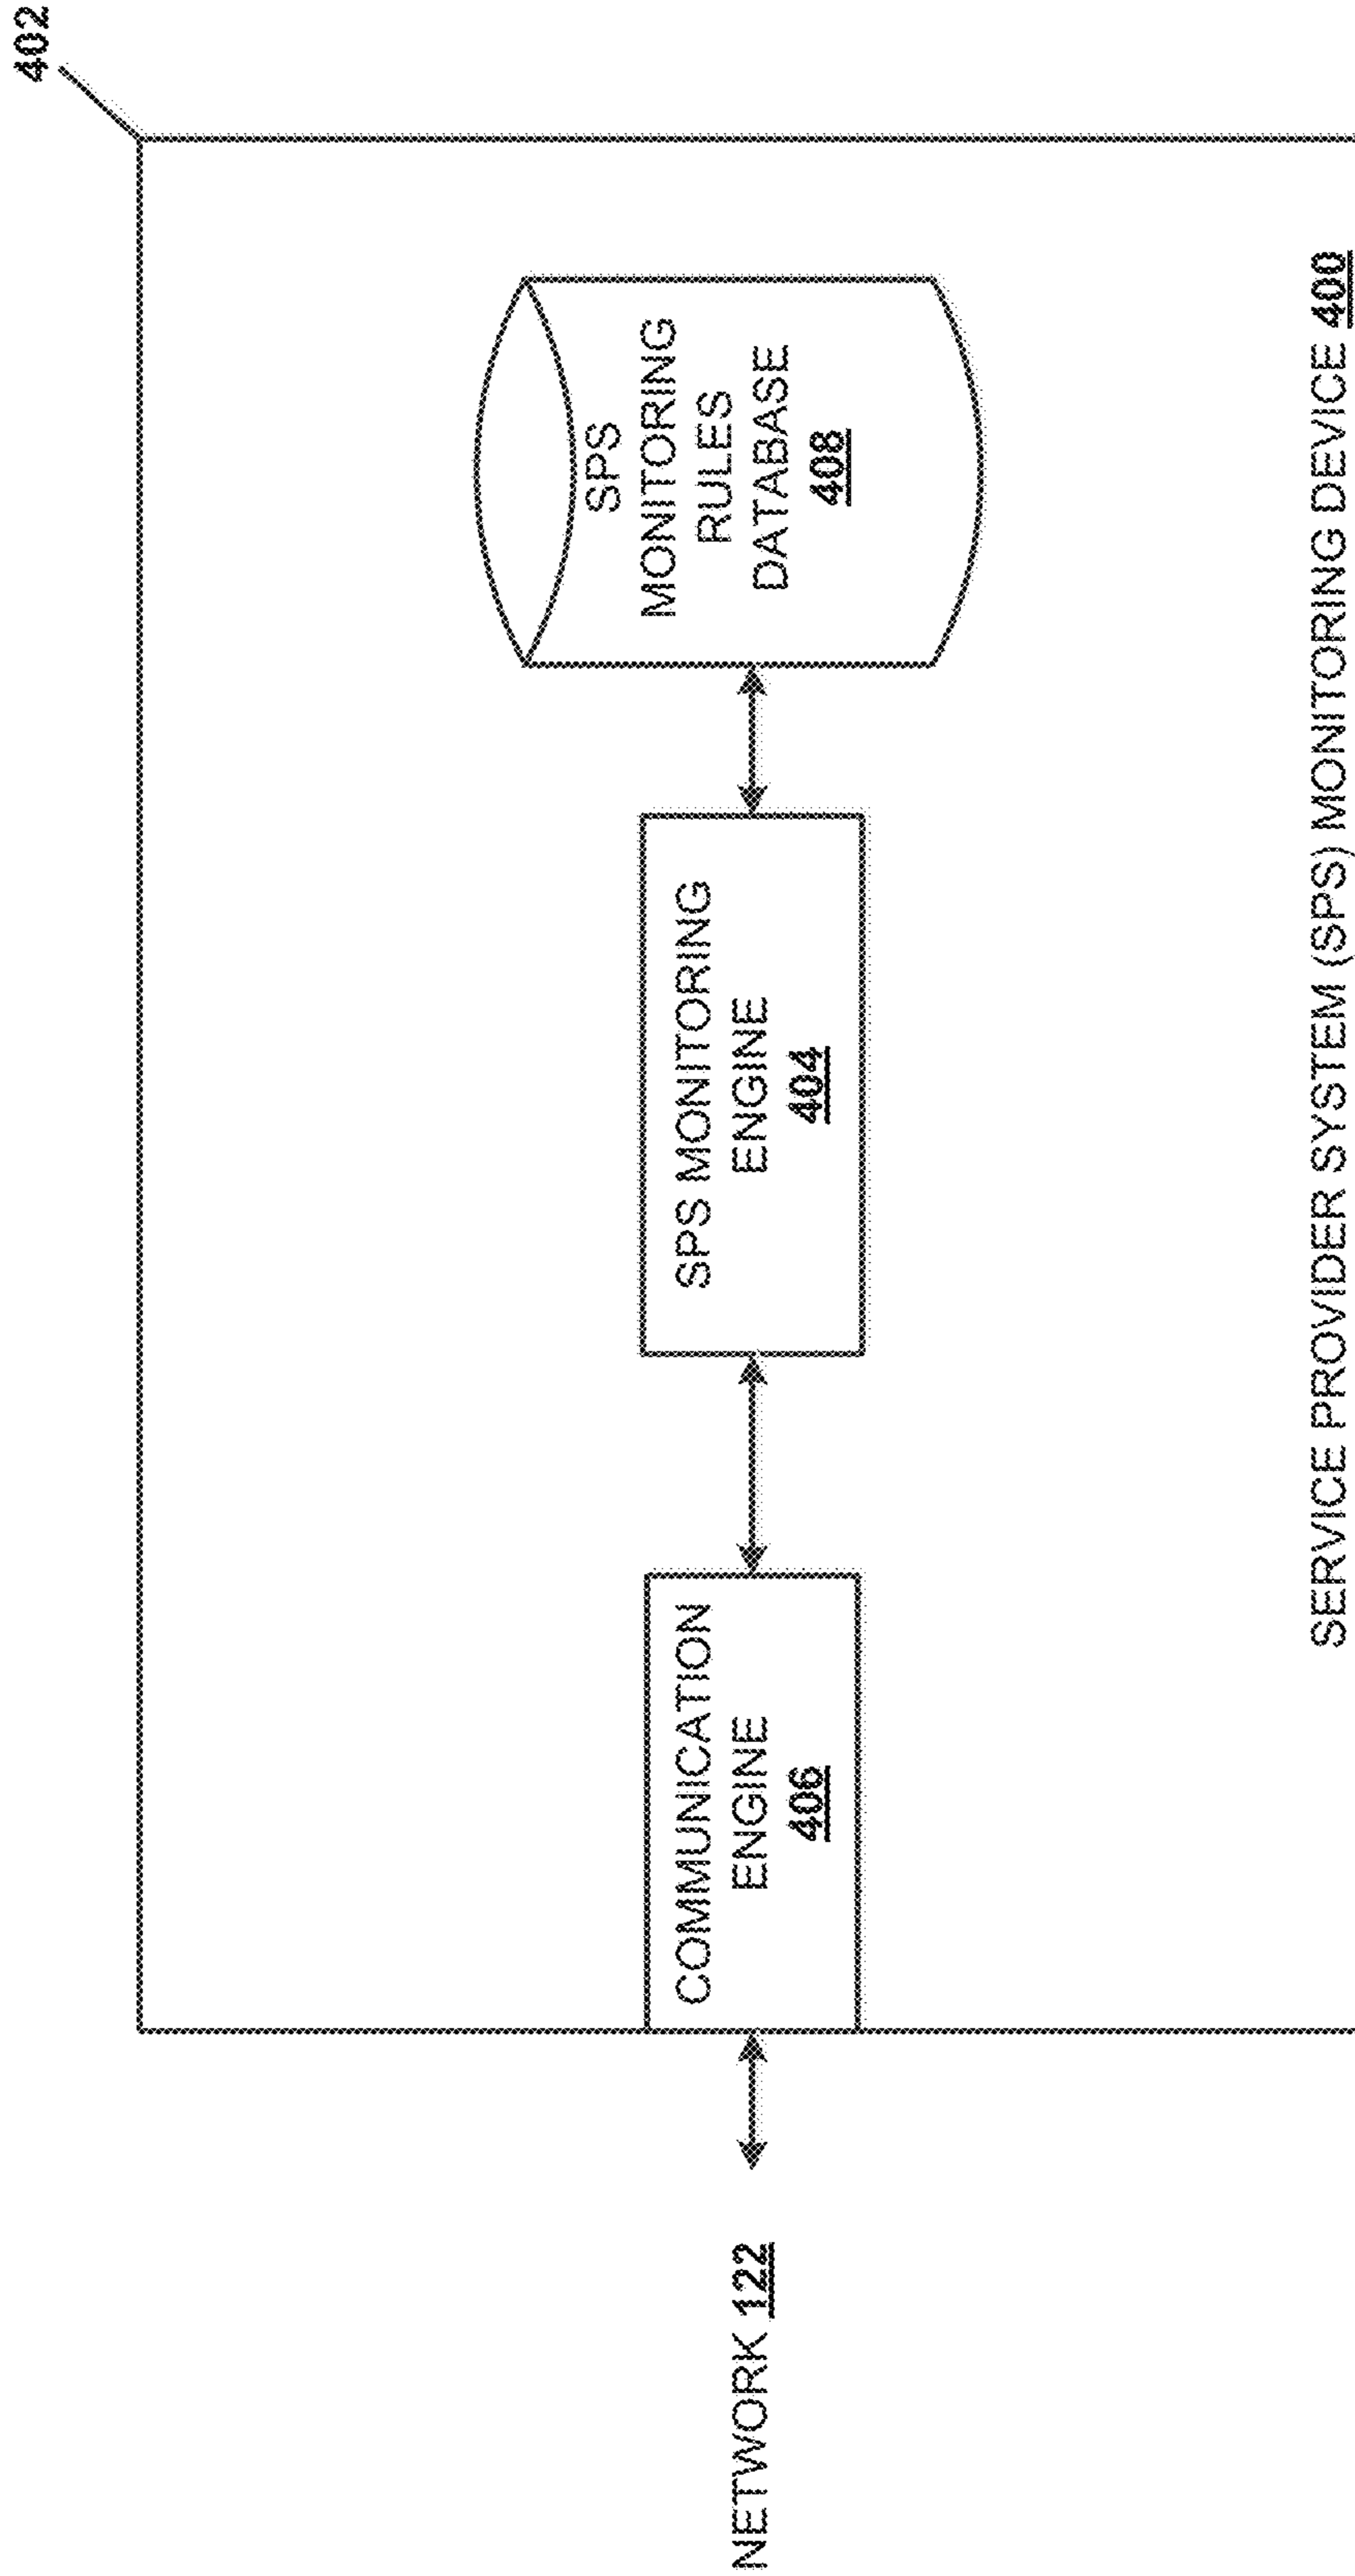 402
NETWORK 122
COMMUNICATION
ENGINE
406
SPS MONITORING
ENGINE
404
SPS
MONITORING
RULES
DATABASE
408
SERVICE PROVIDER SYSTEM (SPS) MONITORING DEVICE 400